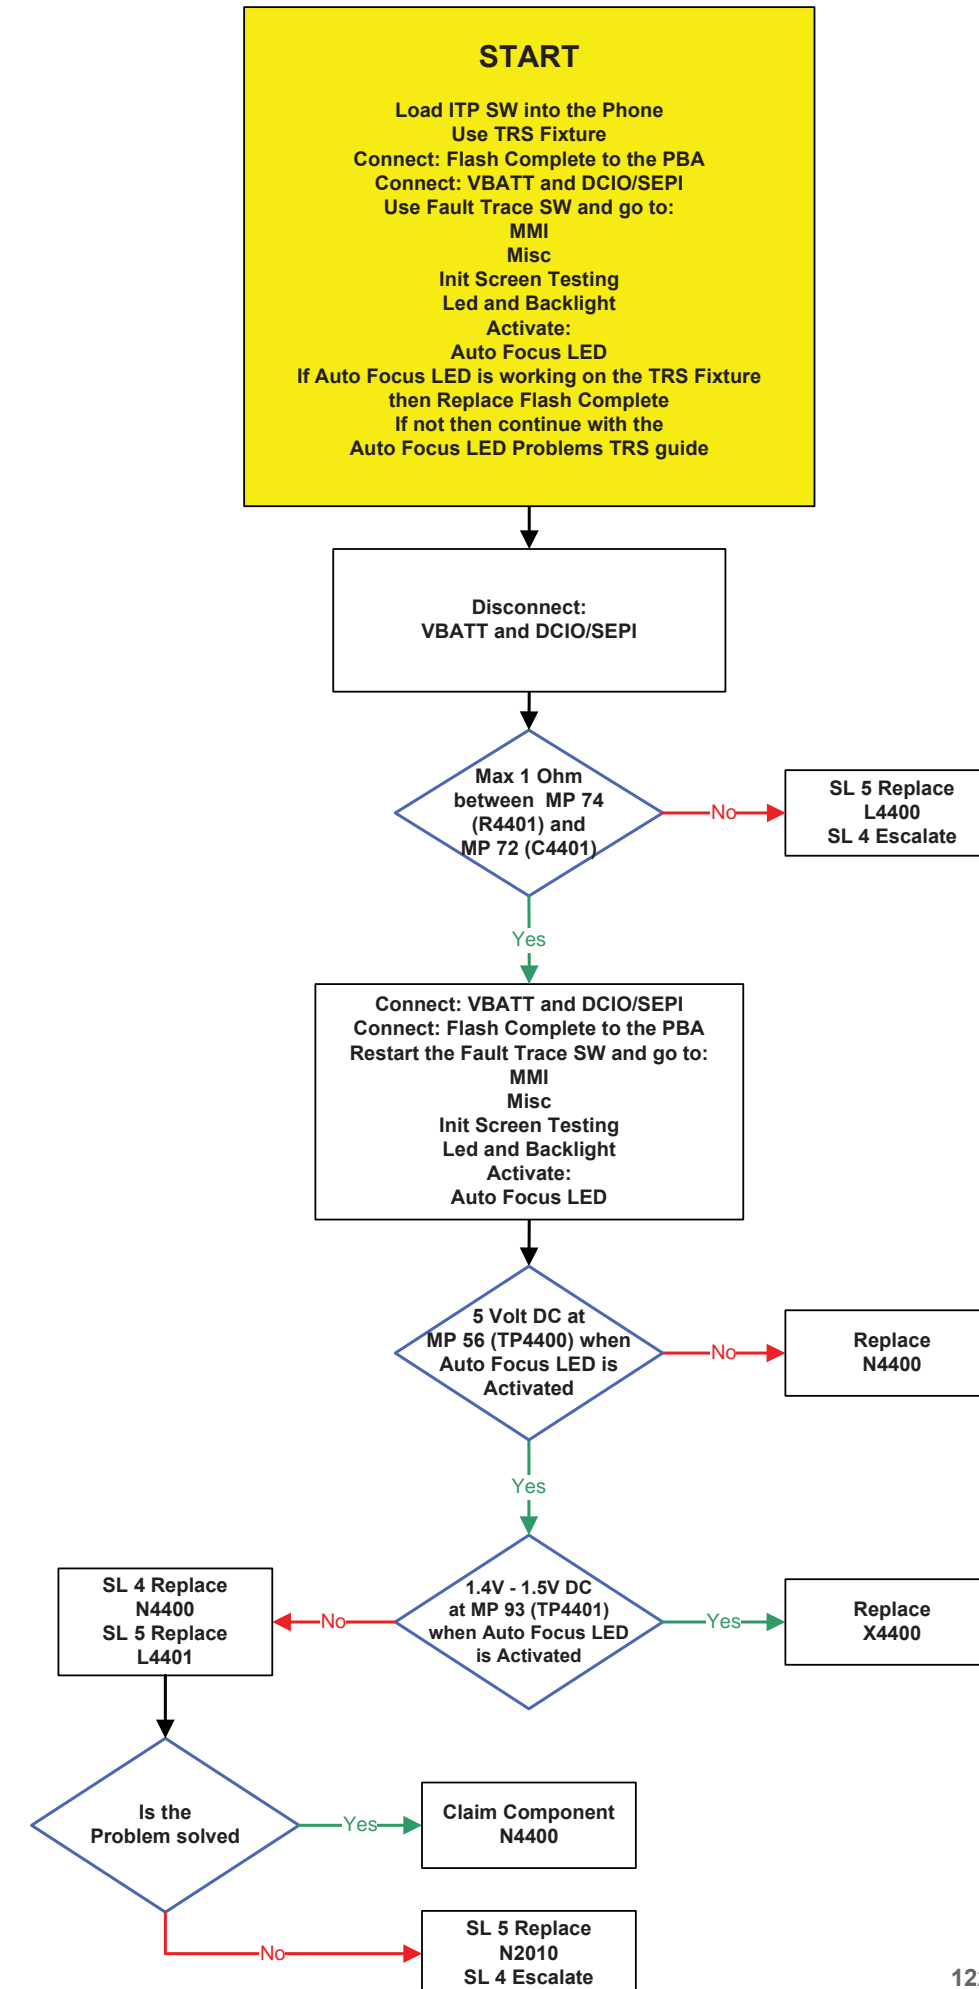 START
Load ITP SW into the Phone
Use TRS Fixture
Connect: Flash Complete to the PBA
Connect: VBATT and DCIO/SEPI
Use Fault Trace SW and go to:
MMI
Misc
Init Screen Testing
Led and Backlight
Activate:
Auto Focus LED
If Auto Focus LED is working on the TRS Fixture
then Replace Flash Complete
If not then continue with the
Auto Focus LED Problems TRS guide
Disconnect:
VBATT and DCIO/SEPI
Max 1 Ohm
between MP 74
(R4401) and
MP 72 (C4401)
No
SL 5 Replace
L4400
SL 4 Escalate
Yes
Connect: VBATT and DCIO/SEPI
Connect: Flash Complete to the PBA
Restart the Fault Trace SW and go to:
MMI
Misc
Init Screen Testing
Led and Backlight
Activate:
Auto Focus LED
5 Volt DC at
MP 56 (TP4400) when
Auto Focus LED is
Activated
No
Replace
N4400
Yes
1.4V - 1.5V DC
at MP 93 (TP4401)
when Auto Focus LED
is Activated
Yes
Replace
X4400
No
SL 4 Replace
N4400
SL 5 Replace
L4401
Is the
Problem solved
Yes
Claim Component
N4400
No
SL 5 Replace
N2010
SL 4 Escalate